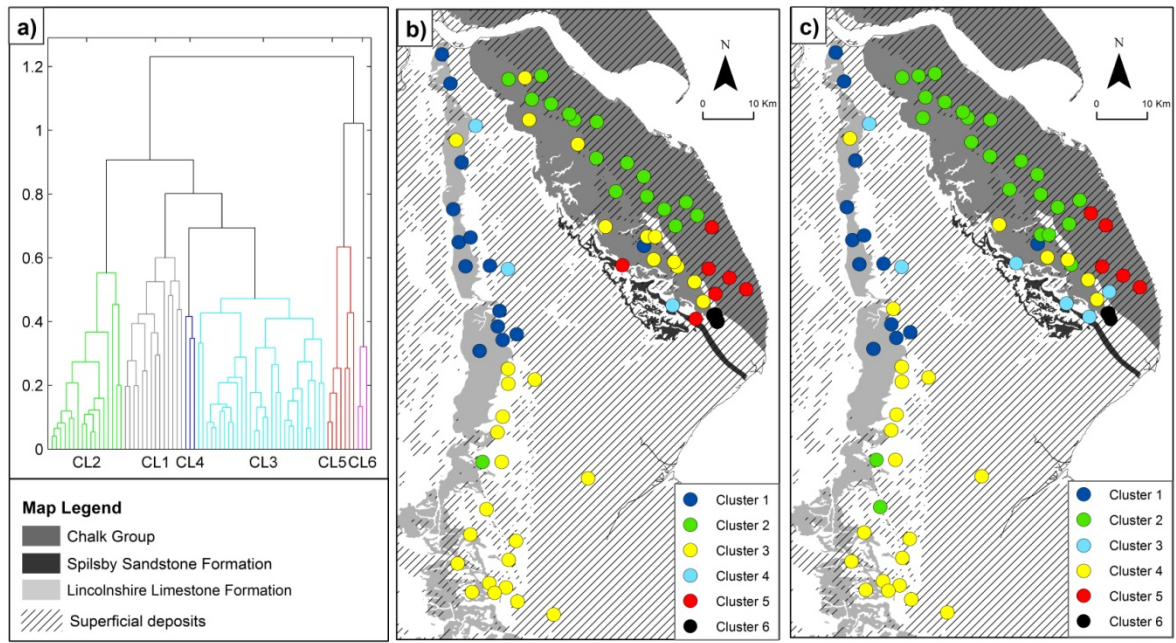 a)
1.2
1
0.8
0.6
0.4
0.2
0
CL2 CL1 CL4 CL3 CL5 CL6
Map Legend
Chalk Group
Spilsby Sandstone Formation
Lincolnshire Limestone Formation
Superficial deposits
b)
N
0 10 Km
Cluster 1
Cluster 2
Cluster 3
Cluster 4
Cluster 5
Cluster 6
c)
N
0 10 Km
Cluster 1
Cluster 2
Cluster 3
Cluster 4
Cluster 5
Cluster 6